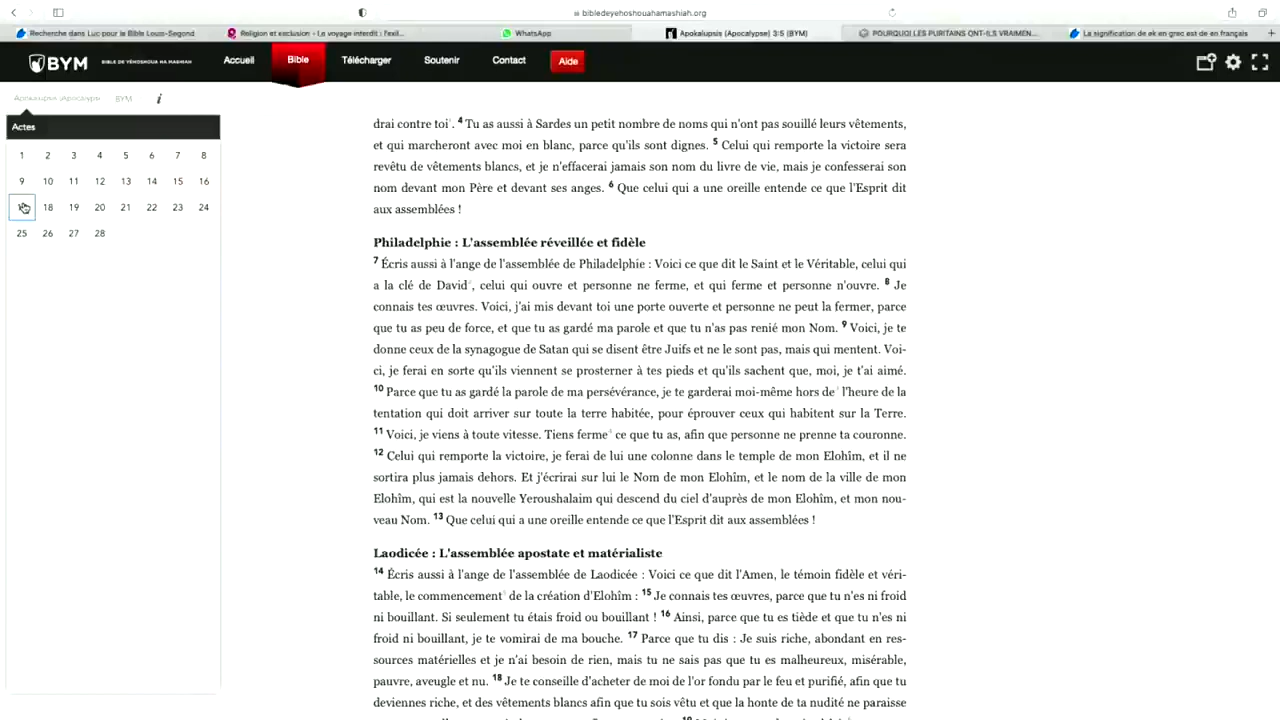 bibledeyehoshouahamashiah.org
Recherche dans Luc pour le Bible Louis-Segond
Religion et exclusion - Le voyage interdit : l'exil...
WhatsApp
Apokalupsis (Apocalypse) 3:5 (BYM)
POURQUOI LES PURITAINS ONT-ILS VRAIMEN...
La signification de ek en grec est de en français
BYM BIBLE DE YÉHOSHOUA HA MASHIAH
Accueil
Bible
Télécharger
Soutenir
Contact
Aide
Apokalupsis (Apocalypse
BYM
i
Actes
1 2 3 4 5 6 7 8
9 10 11 12 13 14 15 16
18 19 20 21 22 23 24
25 26 27 28
drai contre toi. 4 Tu as aussi à Sardes un petit nombre de noms qui n'ont pas souillé leurs vêtements,
et qui marcheront avec moi en blanc, parce qu'ils sont dignes. 5 Celui qui remporte la victoire sera
revêtu de vêtements blancs, et je n'effacerai jamais son nom du livre de vie, mais je confesserai son
nom devant mon Père et devant ses anges. 6 Que celui qui a une oreille entende ce que l'Esprit dit
aux assemblées !
Philadelphie : L'assemblée réveillée et fidèle
7 Écris aussi à l'ange de l'assemblée de Philadelphie : Voici ce que dit le Saint et le Véritable, celui qui
a la clé de David, celui qui ouvre et personne ne ferme, et qui ferme et personne n'ouvre. 8 Je
connais tes œuvres. Voici, j'ai mis devant toi une porte ouverte et personne ne peut la fermer, parce
que tu as peu de force, et que tu as gardé ma parole et que tu n'as pas renié mon Nom. 9 Voici, je te
donne ceux de la synagogue de Satan qui se disent être Juifs et ne le sont pas, mais qui mentent. Voi-
ci, je ferai en sorte qu'ils viennent se prosterner à tes pieds et qu'ils sachent que, moi, je t'ai aimé.
10 Parce que tu as gardé la parole de ma persévérance, je te garderai moi-même hors de l'heure de la
tentation qui doit arriver sur toute la terre habitée, pour éprouver ceux qui habitent sur la Terre.
11 Voici, je viens à toute vitesse. Tiens ferme ce que tu as, afin que personne ne prenne ta couronne.
12 Celui qui remporte la victoire, je ferai de lui une colonne dans le temple de mon Elohîm, et il ne
sortira plus jamais dehors. Et j'écrirai sur lui le Nom de mon Elohîm, et le nom de la ville de mon
Elohîm, qui est la nouvelle Yeroushalaim qui descend du ciel d'auprès de mon Elohîm, et mon nou-
veau Nom. 13 Que celui qui a une oreille entende ce que l'Esprit dit aux assemblées !
Laodicée : L'assemblée apostate et matérialiste
14 Écris aussi à l'ange de l'assemblée de Laodicée : Voici ce que dit l'Amen, le témoin fidèle et véri-
table, le commencement de la création d'Elohîm : 15 Je connais tes œuvres, parce que tu n'es ni froid
ni bouillant. Si seulement tu étais froid ou bouillant ! 16 Ainsi, parce que tu es tiède et que tu n'es ni
froid ni bouillant, je te vomirai de ma bouche. 17 Parce que tu dis : Je suis riche, abondant en res-
sources matérielles et je n'ai besoin de rien, mais tu ne sais pas que tu es malheureux, misérable,
pauvre, aveugle et nu. 18 Je te conseille d'acheter de moi de l'or fondu par le feu et purifié, afin que tu
deviennes riche, et des vêtements blancs afin que tu sois vêtu et que la honte de ta nudité ne paraisse